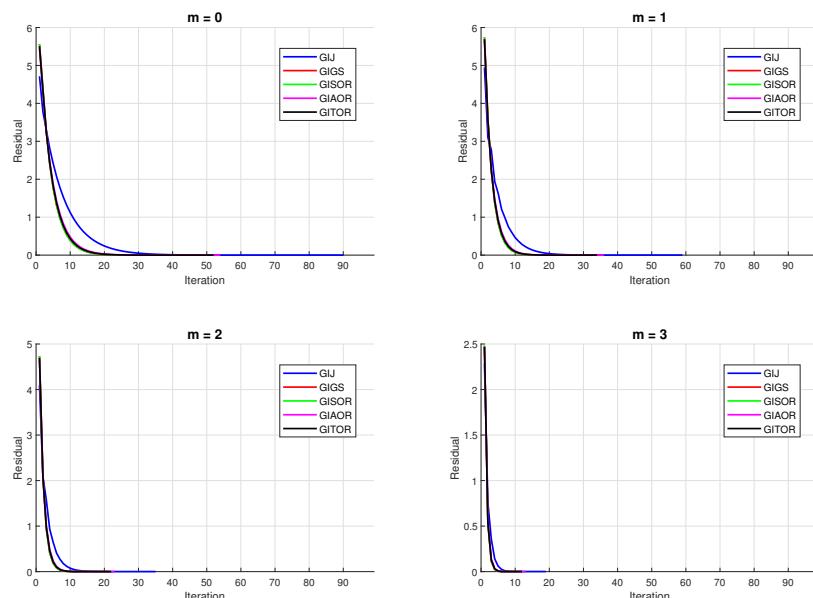 m = 0
6
5
4
3
2
1
0
Residual
GIJ
GIGS
GISOR
GIAOR
GITOR
0 10 20 30 40 50 60 70 80 90
Iteration
m = 1
6
5
4
3
2
1
0
Residual
GIJ
GIGS
GISOR
GIAOR
GITOR
0 10 20 30 40 50 60 70 80 90
Iteration
m = 2
5
4
3
2
1
0
Residual
GIJ
GIGS
GISOR
GIAOR
GITOR
0 10 20 30 40 50 60 70 80 90
Iteration
m = 3
2.5
2
1.5
1
0.5
0
Residual
GIJ
GIGS
GISOR
GIAOR
GITOR
0 10 20 30 40 50 60 70 80 90
Iteration